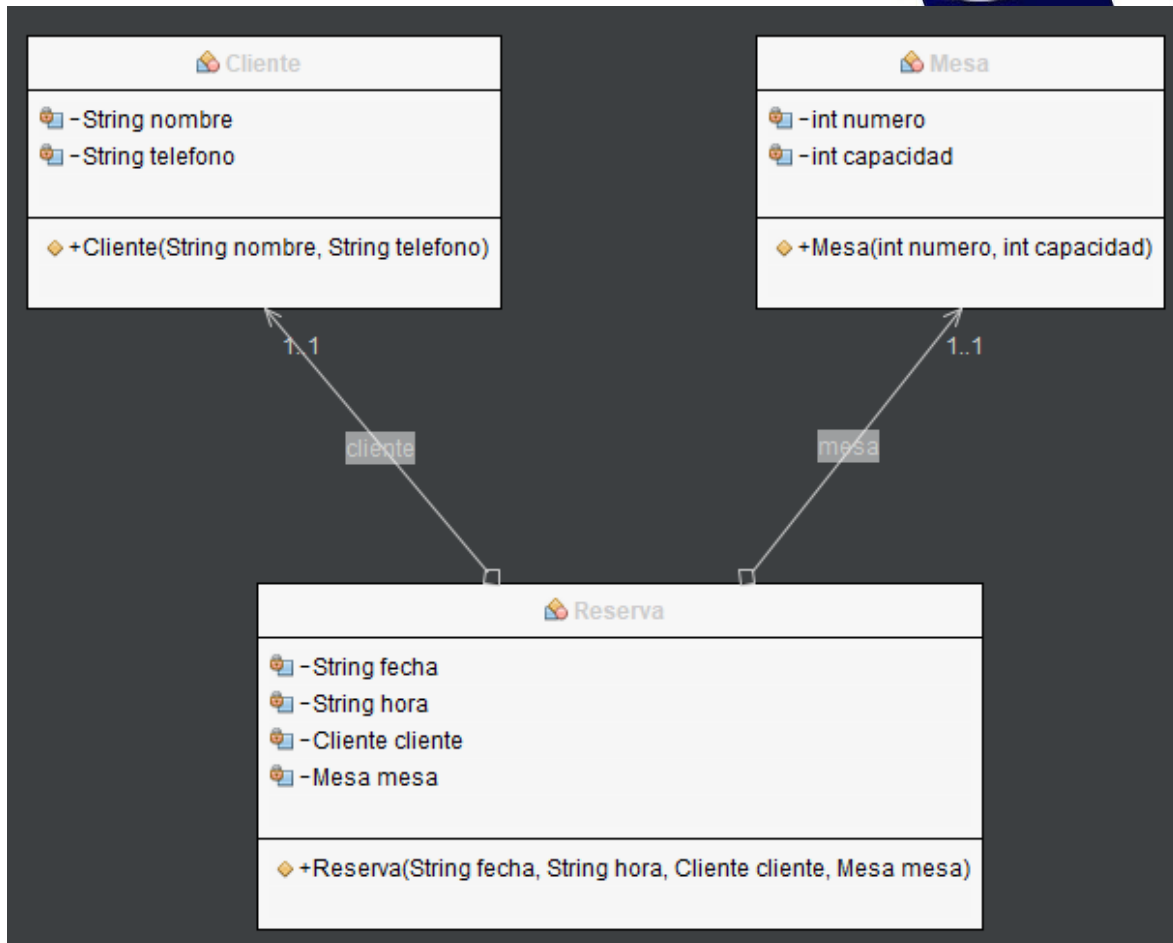 Cliente
-String nombre
-String telefono
+Cliente(String nombre, String telefono)
Mesa
-int numero
-int capacidad
+Mesa(int numero, int capacidad)
1..1
1..1
cliente
mesa
Reserva
-String fecha
-String hora
-Cliente cliente
-Mesa mesa
+Reserva(String fecha, String hora, Cliente cliente, Mesa mesa)